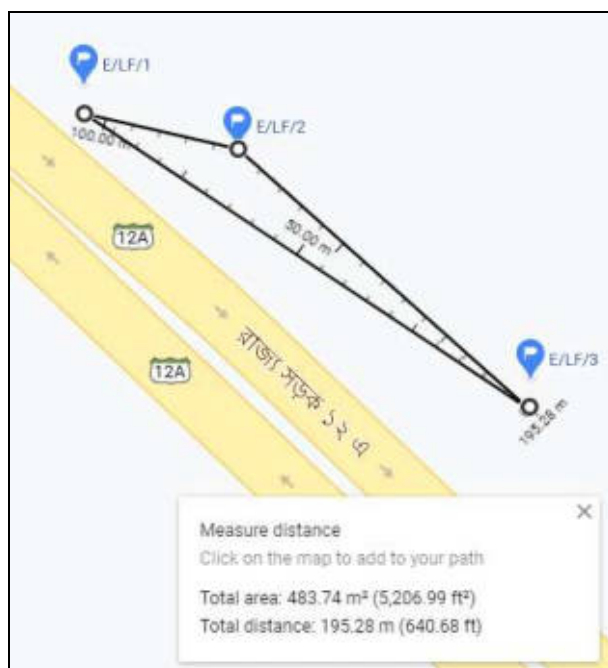 E/LF/1
100.00 m
E/LF/2
50.00 m
12A
12A
রাজ্য সড়ক ১২ এ
E/LF/3
195.28 m
Measure distance
Click on the map to add to your path
Total area: 483.74 m² (5,206.99 ft²)
Total distance: 195.28 m (640.68 ft)